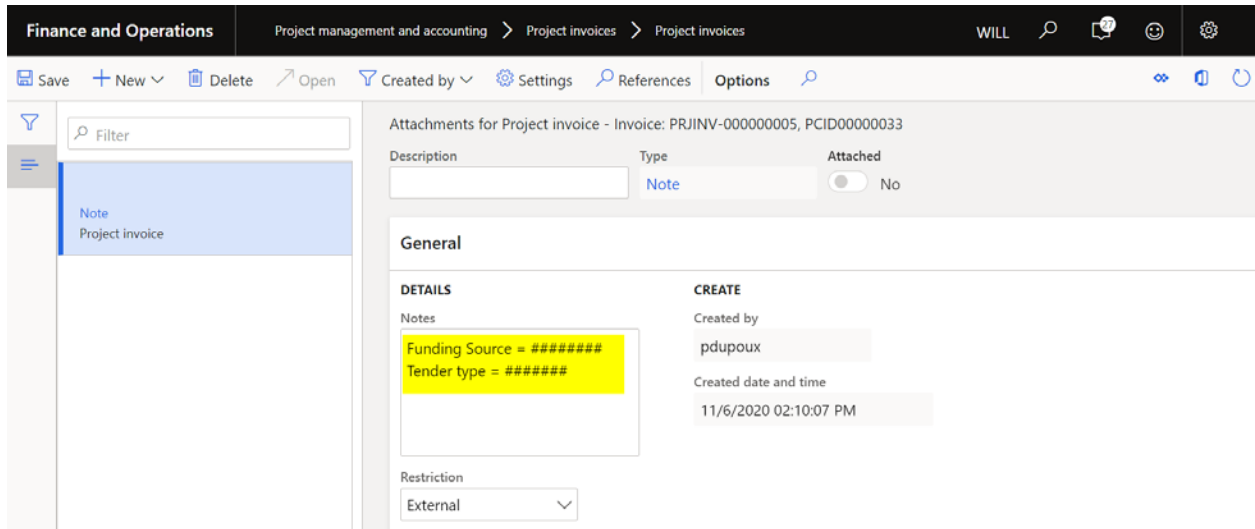 Finance and Operations
Project management and accounting > Project invoices > Project invoices
WILL
27
Save
New
Delete
Open
Created by
Settings
References
Options
Filter
Note
Project invoice
Attachments for Project invoice - Invoice: PRJINV-000000005, PCID00000033
Description
Type
Attached
Note
No
General
DETAILS
CREATE
Notes
Created by
Funding Source = ########
pdupoux
Tender type = #######
Created date and time
11/6/2020 02:10:07 PM
Restriction
External